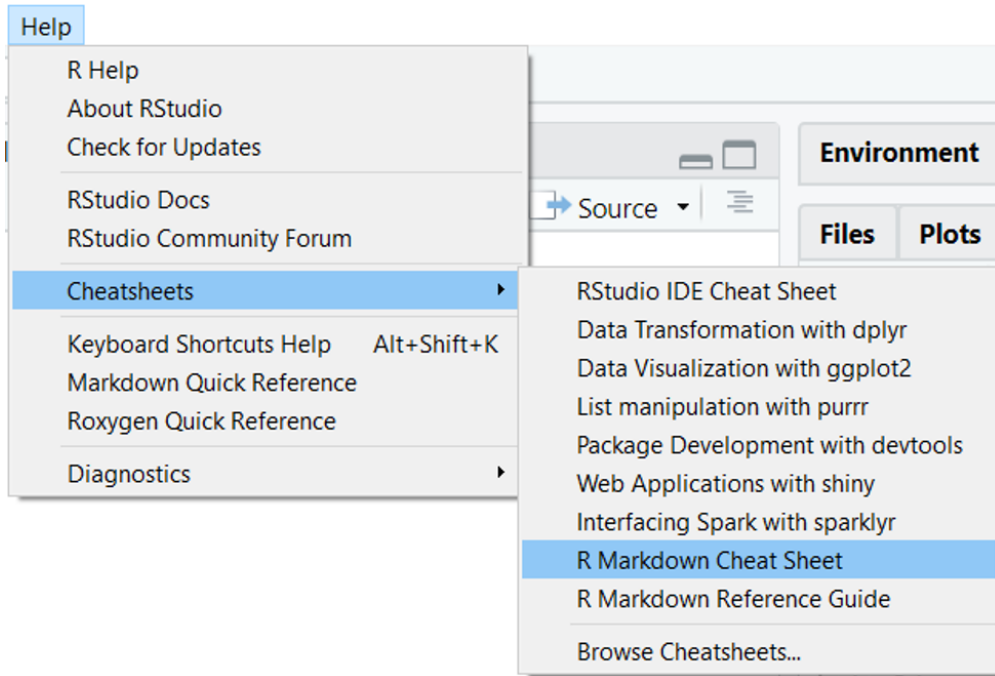 Help
R Help
About RStudio
Check for Updates
RStudio Docs
RStudio Community Forum
Cheatsheets
Keyboard Shortcuts Help Alt+Shift+K
Markdown Quick Reference
Roxygen Quick Reference
Diagnostics
Source
Environment
Files Plots
RStudio IDE Cheat Sheet
Data Transformation with dplyr
Data Visualization with ggplot2
List manipulation with purrr
Package Development with devtools
Web Applications with shiny
Interfacing Spark with sparklyr
R Markdown Cheat Sheet
R Markdown Reference Guide
Browse Cheatsheets...